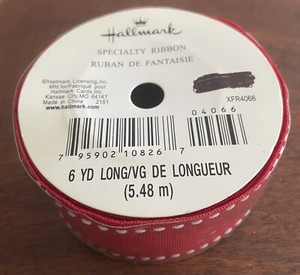 Hallmark
SPECIALTY RIBBON
RUBAN DE FANTAISIE
©Hallmark Licensing, Inc.
Mfd.for/Fabriqué pour
Hallmark Cards Inc.
Kansas City, MO 64141
Made in China 2151
www.hallmark.com
XFR4066
04066
7 95902 10826 7
6 YD LONG/VG DE LONGUEUR
(5.48 m)